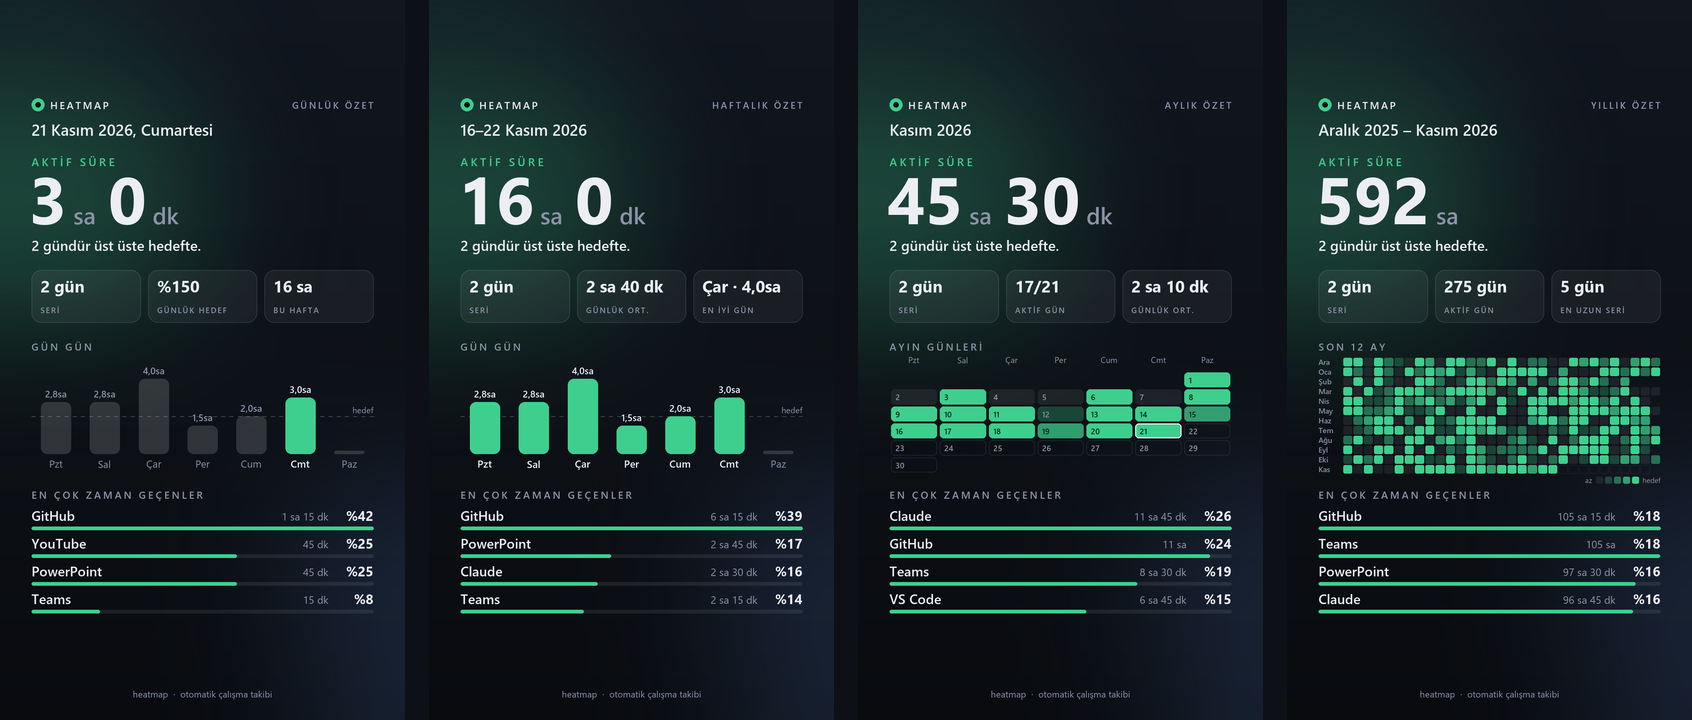 HEATMAP
GÜNLÜK ÖZET
21 Kasım 2026, Cumartesi
AKTİF SÜRE
3 sa 0 dk
2 gündür üst üste hedefte.
2 gün
SERİ
%150
GÜNLÜK HEDEF
16 sa
BU HAFTA
GÜN GÜN
2,8sa 2,8sa 4,0sa 1,5sa 2,0sa 3,0sa hedef
Pzt Sal Çar Per Cum Cmt Paz
EN ÇOK ZAMAN GEÇENLER
GitHub 1 sa 15 dk %42
YouTube 45 dk %25
PowerPoint 45 dk %25
Teams 15 dk %8
heatmap · otomatik çalışma takibi
HEATMAP
HAFTALIK ÖZET
16–22 Kasım 2026
AKTİF SÜRE
16 sa 0 dk
2 gündür üst üste hedefte.
2 gün
SERİ
2 sa 40 dk
GÜNLÜK ORT.
Çar · 4,0sa
EN İYİ GÜN
GÜN GÜN
2,8sa 2,8sa 4,0sa 1,5sa 2,0sa 3,0sa hedef
Pzt Sal Çar Per Cum Cmt Paz
EN ÇOK ZAMAN GEÇENLER
GitHub 6 sa 15 dk %39
PowerPoint 2 sa 45 dk %17
Claude 2 sa 30 dk %16
Teams 2 sa 15 dk %14
heatmap · otomatik çalışma takibi
HEATMAP
AYLIK ÖZET
Kasım 2026
AKTİF SÜRE
45 sa 30 dk
2 gündür üst üste hedefte.
2 gün
SERİ
17/21
AKTİF GÜN
2 sa 10 dk
GÜNLÜK ORT.
AYIN GÜNLERİ
Pzt Sal Çar Per Cum Cmt Paz
1
2 3 4 5 6 7 8
9 10 11 12 13 14 15
16 17 18 19 20 21 22
23 24 25 26 27 28 29
30
EN ÇOK ZAMAN GEÇENLER
Claude 11 sa 45 dk %26
GitHub 11 sa %24
Teams 8 sa 30 dk %19
VS Code 6 sa 45 dk %15
heatmap · otomatik çalışma takibi
HEATMAP
YILLIK ÖZET
Aralık 2025 – Kasım 2026
AKTİF SÜRE
592 sa
2 gündür üst üste hedefte.
2 gün
SERİ
275 gün
AKTİF GÜN
5 gün
EN UZUN SERİ
SON 12 AY
Ara
Oca
Şub
Mar
Nis
May
Haz
Tem
Ağu
Eyl
Eki
Kas
az hedef
EN ÇOK ZAMAN GEÇENLER
GitHub 105 sa 15 dk %18
Teams 105 sa %18
PowerPoint 97 sa 30 dk %16
Claude 96 sa 45 dk %16
heatmap · otomatik çalışma takibi